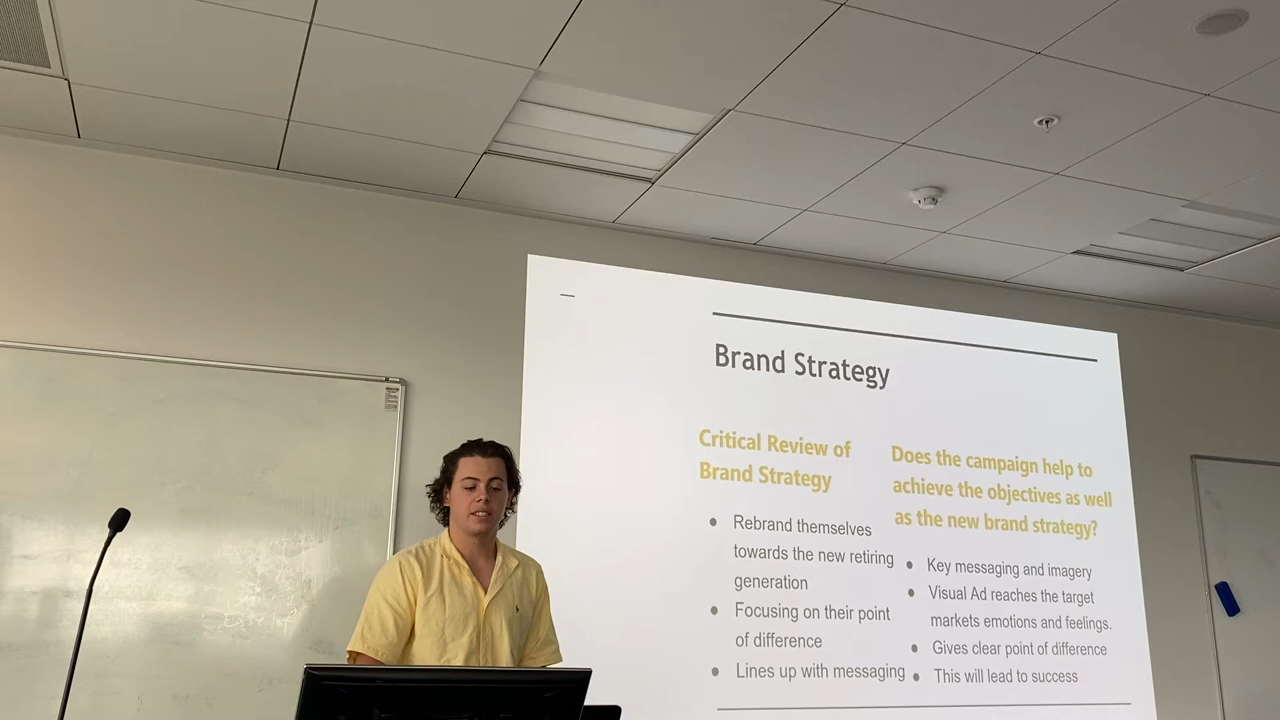 Brand Strategy
Critical Review of
Brand Strategy
Rebrand themselves
towards the new retiring
generation
Focusing on their point
of difference
Lines up with messaging
Does the campaign help to
achieve the objectives as well
as the new brand strategy?
Key messaging and imagery
Visual Ad reaches the target
markets emotions and feelings.
Gives clear point of difference
This will lead to success